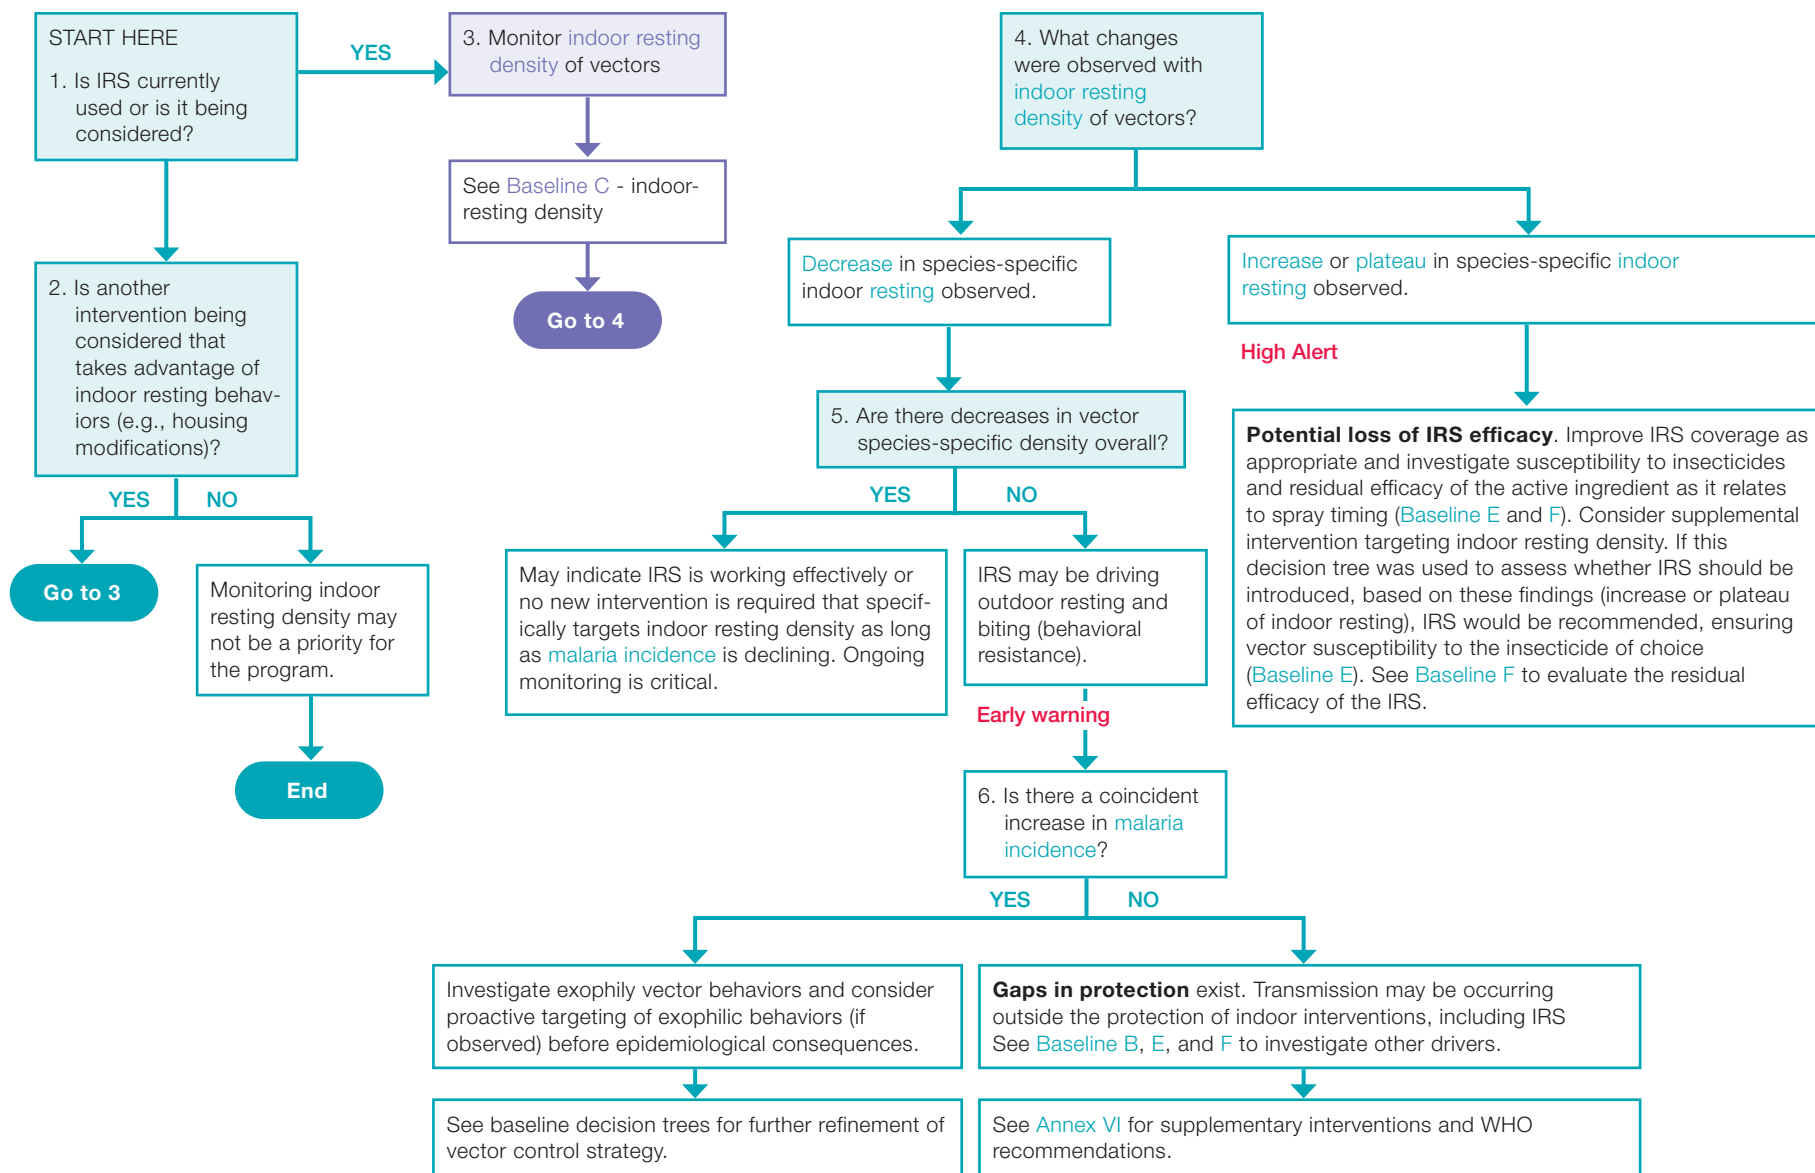 START HERE
1. Is IRS currently
used or is it being
considered?
YES
3. Monitor indoor resting
density of vectors
See Baseline C - indoor-
resting density
Go to 4
2. Is another
intervention being
considered that
takes advantage of
indoor resting behav-
iors (e.g., housing
modifications)?
YES
NO
Go to 3
Monitoring indoor
resting density may
not be a priority for
the program.
End
4. What changes
were observed with
indoor resting
density of vectors?
Decrease in species-specific
indoor resting observed.
Increase or plateau in species-specific indoor
resting observed.
High Alert
5. Are there decreases in vector
species-specific density overall?
YES
NO
May indicate IRS is working effectively or
no new intervention is required that specif-
ically targets indoor resting density as long
as malaria incidence is declining. Ongoing
monitoring is critical.
IRS may be driving
outdoor resting and
biting (behavioral
resistance).
Early warning
Potential loss of IRS efficacy. Improve IRS coverage as
appropriate and investigate susceptibility to insecticides
and residual efficacy of the active ingredient as it relates
to spray timing (Baseline E and F). Consider supplemental
intervention targeting indoor resting density. If this
decision tree was used to assess whether IRS should be
introduced, based on these findings (increase or plateau
of indoor resting), IRS would be recommended, ensuring
vector susceptibility to the insecticide of choice
(Baseline E). See Baseline F to evaluate the residual
efficacy of the IRS.
6. Is there a coincident
increase in malaria
incidence?
YES
NO
Investigate exophily vector behaviors and consider
proactive targeting of exophilic behaviors (if
observed) before epidemiological consequences.
See baseline decision trees for further refinement of
vector control strategy.
Gaps in protection exist. Transmission may be occurring
outside the protection of indoor interventions, including IRS
See Baseline B, E, and F to investigate other drivers.
See Annex VI for supplementary interventions and WHO
recommendations.